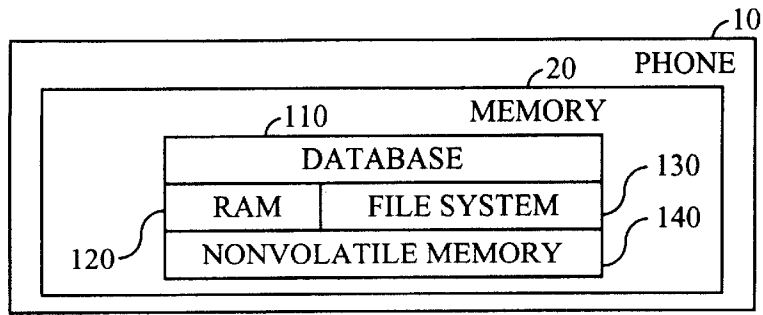 10
PHONE
20
MEMORY
110
DATABASE
RAM FILE SYSTEM 130
120 NONVOLATILE MEMORY 140